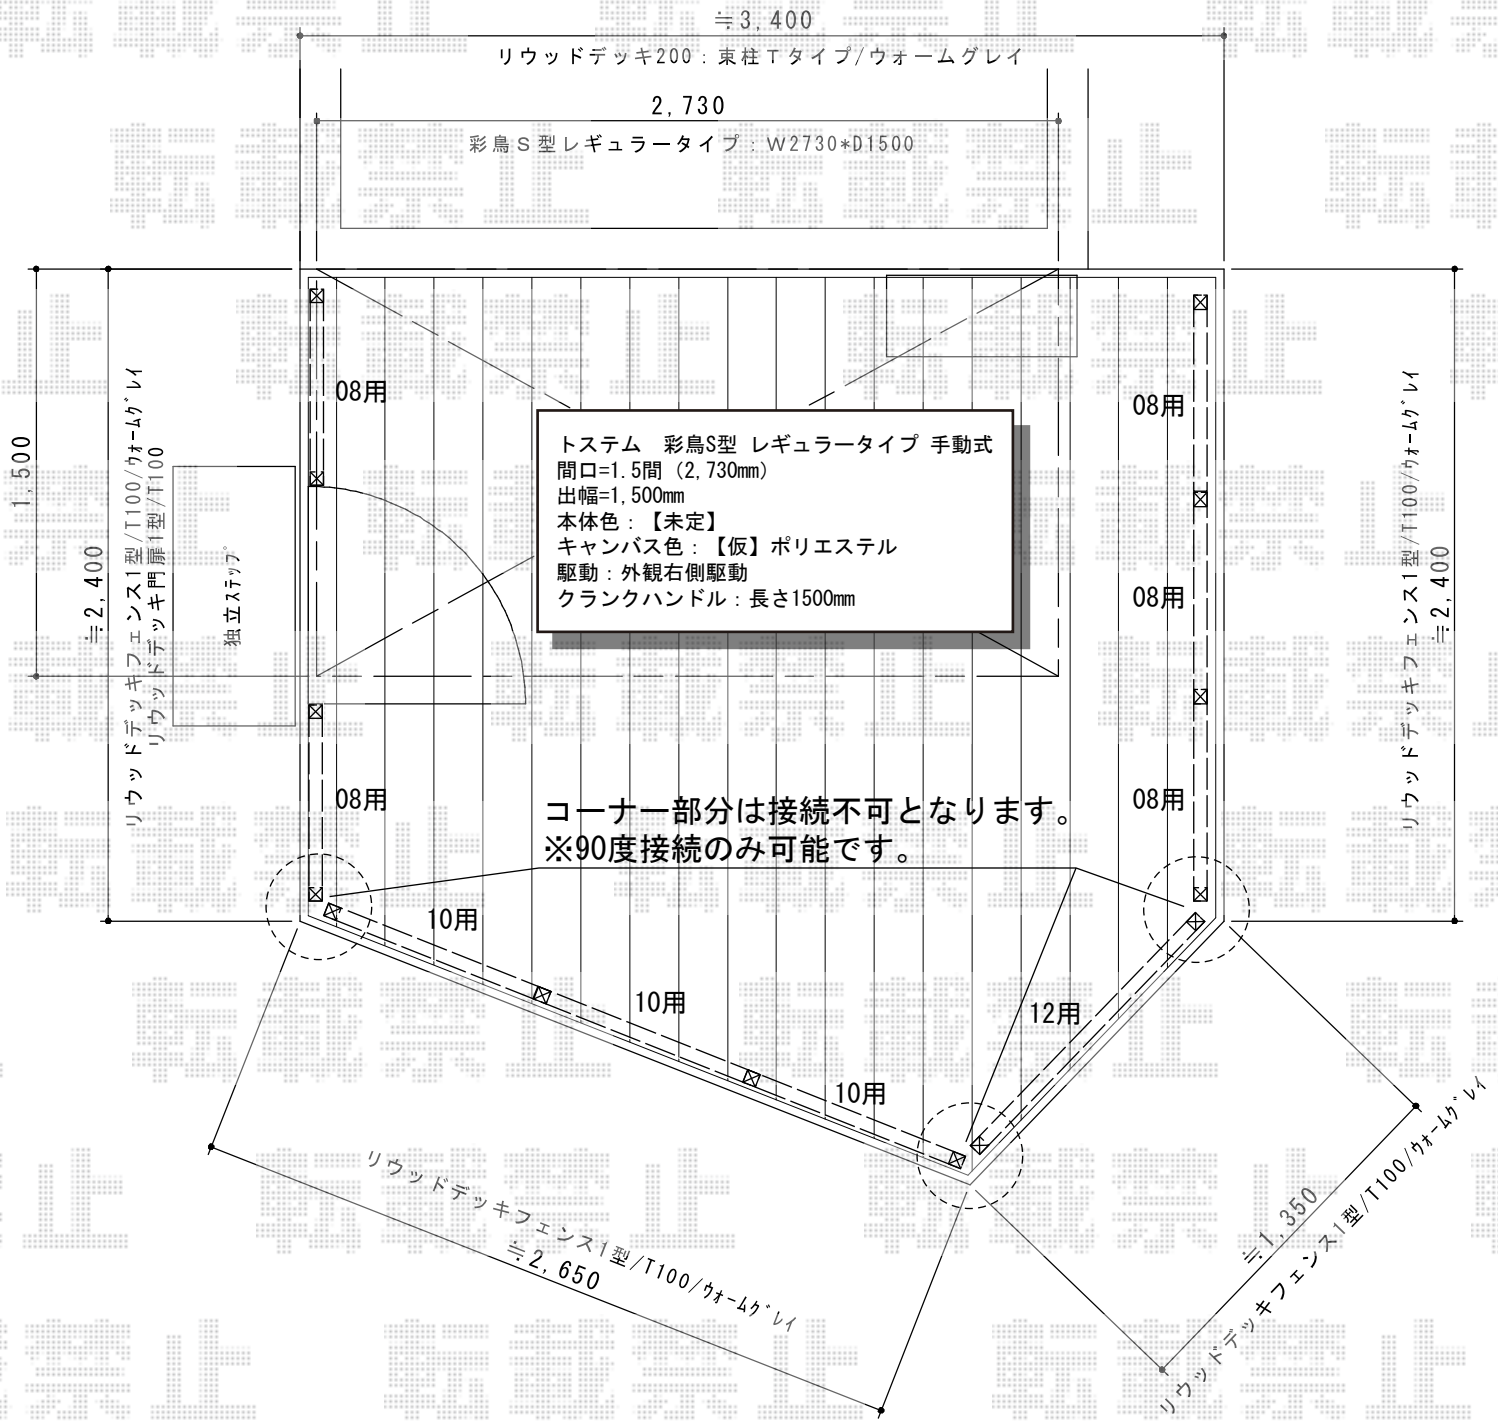 ≒3,400
リウッドデッキ200：束柱Tタイプ/ウォームグレイ
2,730
彩鳥S型レギュラータイプ：W2730*D1500
08用
08用
トステム　彩鳥S型 レギュラータイプ 手動式
間口=1.5間（2,730mm）
出幅=1,500mm
本体色：【未定】
キャンバス色：【仮】ポリエステル
駆動：外観右側駆動
クランクハンドル：長さ1500mm
1,500
≒2,400
リウッドデッキフェンス1型/T100/ウォームグレイ
リウッドデッキ門扉1型/T100
独立ステップ
08用
リウッドデッキフェンス1型/T100/ウォームグレイ
≒2,400
08用
08用
コーナー部分は接続不可となります。
※90度接続のみ可能です。
10用
10用
12用
10用
リウッドデッキフェンス1型/T100/ウォームグレイ
≒2,650
≒1,350
リウッドデッキフェンス1型/T100/ウォームグレイ
転載禁止